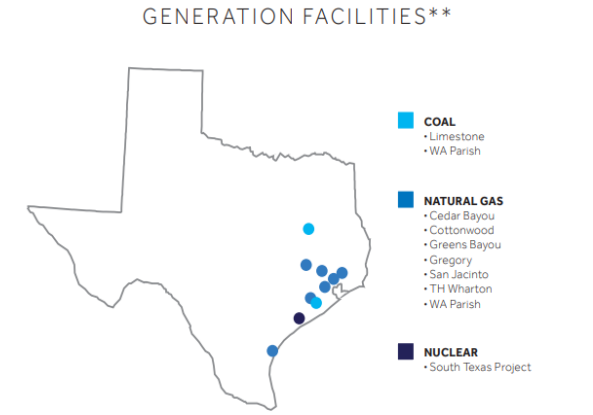 GENERATION FACILITIES**
COAL
• Limestone
• WA Parish
NATURAL GAS
• Cedar Bayou
• Cottonwood
• Greens Bayou
• Gregory
• San Jacinto
• TH Wharton
• WA Parish
NUCLEAR
• South Texas Project